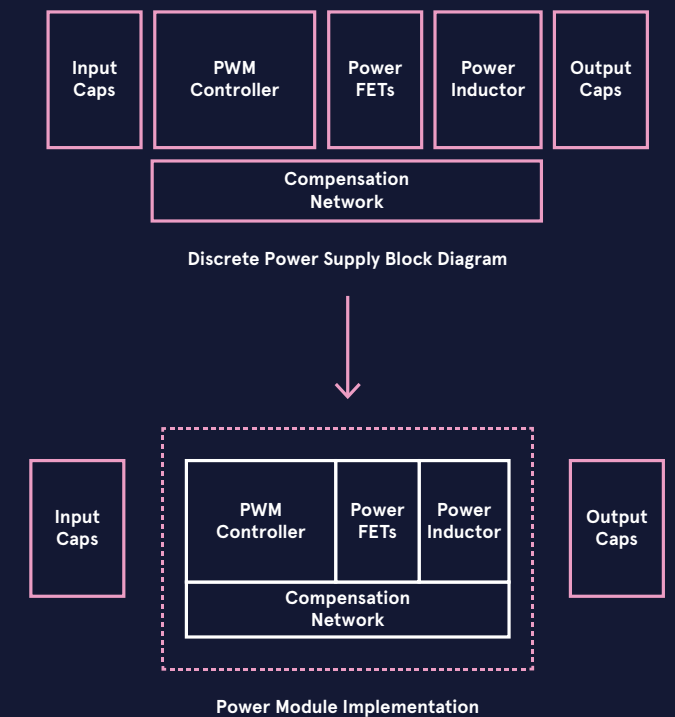 Input
Caps
PWM
Controller
Power
FETs
Power
Inductor
Output
Caps
Compensation
Network
Discrete Power Supply Block Diagram
Input
Caps
PWM
Controller
Power
FETs
Power
Inductor
Compensation
Network
Output
Caps
Power Module Implementation